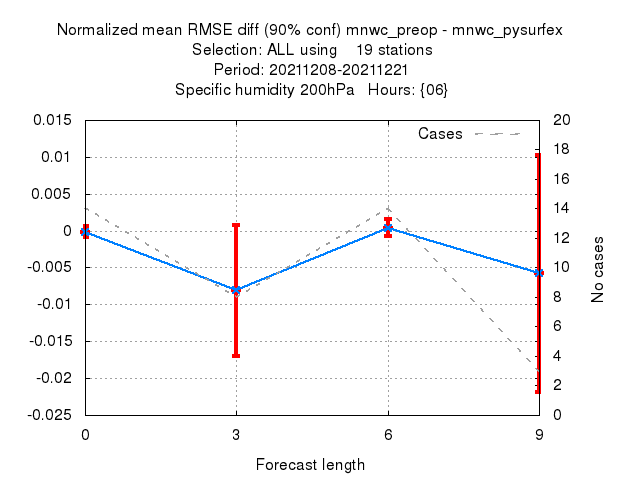 Normalized mean RMSE diff (90% conf) mnwc_preop - mnwc_pysurfex
Selection: ALL using    19 stations
Period: 20211208-20211221
Specific humidity 200hPa   Hours: {06}
Cases
0.015
0.01
0.005
0
-0.005
-0.01
-0.015
-0.02
-0.025
20
18
16
14
12
10
8
6
4
2
0
No cases
0 3 6 9
Forecast length